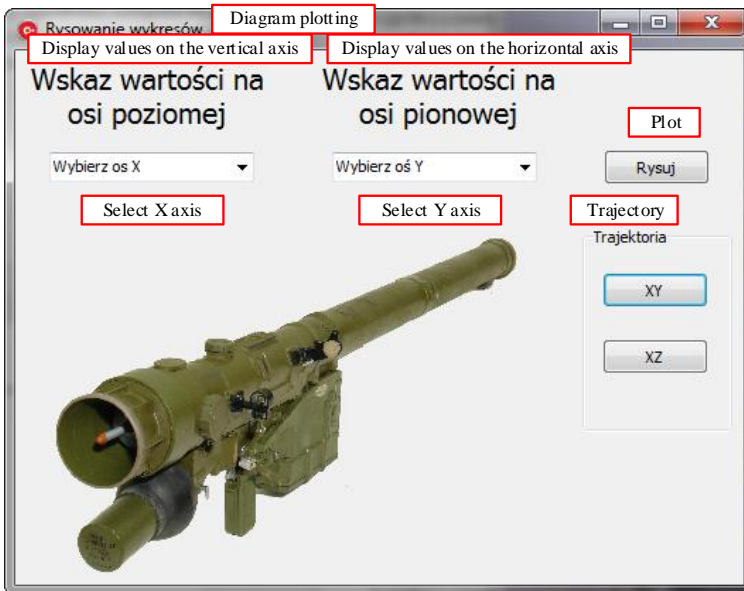 Rysowanie wykresów
Diagram plotting
Display values on the vertical axis
Display values on the horizontal axis
Wskaz wartości na
osi poziomej
Wskaz wartości na
osi pionowej
Plot
Wybierz os X
Wybierz oś Y
Rysuj
Select X axis
Select Y axis
Trajectory
Trajektoria
XY
XZ